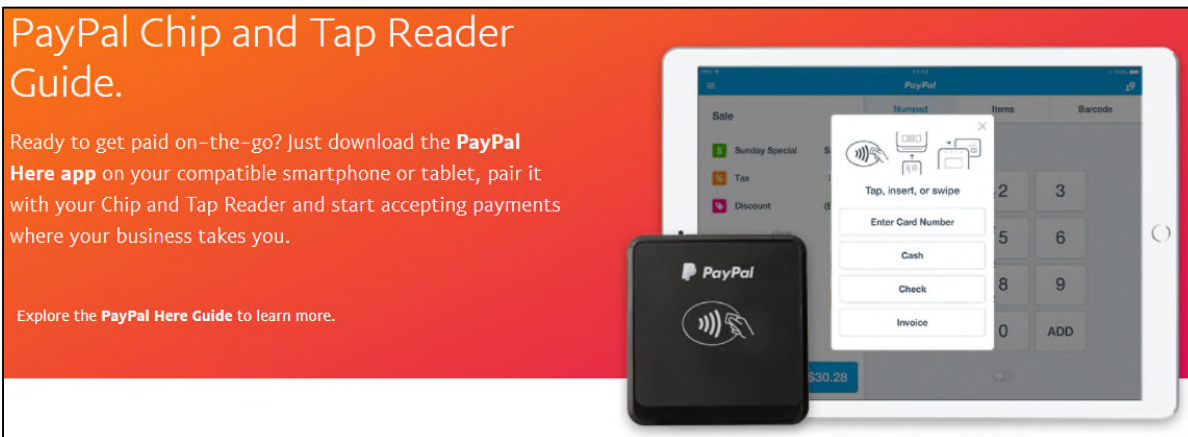 PayPal Chip and Tap Reader
Guide.
Ready to get paid on-the-go? Just download the PayPal
Here app on your compatible smartphone or tablet, pair it
with your Chip and Tap Reader and start accepting payments
where your business takes you.
Explore the PayPal Here Guide to learn more.
11:11
100%
PayPal
Sale
Numpad Items Barcode
Sunday Special
Tax
Discount
Tap, insert, or swipe
Enter Card Number
Cash
Check
Invoice
2 3
5 6
8 9
0 ADD
$30.28
PayPal